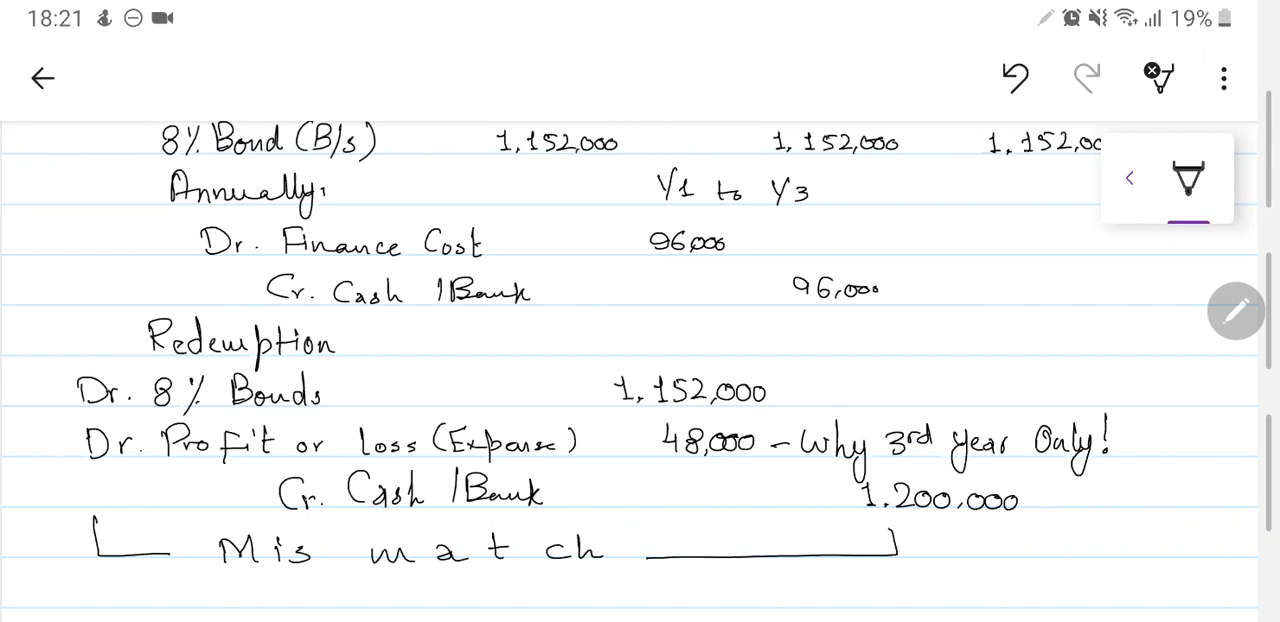 18:21 19%
8% Bond (B/s) 1,152,000 1,152,000 1,152,00
Annually, Y1 to Y3
Dr. Finance Cost 96,000
Cr. Cash / Bank 96,000
Redemption
Dr. 8% Bonds 1,152,000
Dr. Profit or loss (Expense) 48,000 - Why 3rd year Only!
Cr. Cash / Bank 1.200.000
Mis match